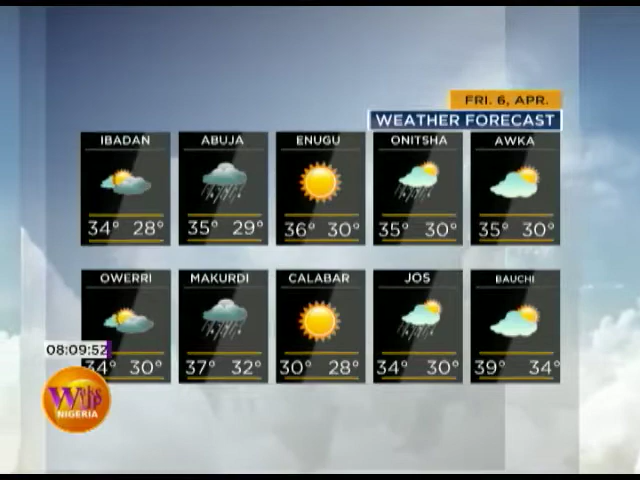 FRI. 6, APR.
WEATHER FORECAST
IBADAN
34° 28°
ABUJA
35° 29°
ENUGU
36° 30°
ONITSHA
35° 30°
AWKA
35° 30°
OWERRI
34° 30°
MAKURDI
37° 32°
CALABAR
30° 28°
JOS
34° 30°
BAUCHI
39° 34°
08:09:52
NIGERIA